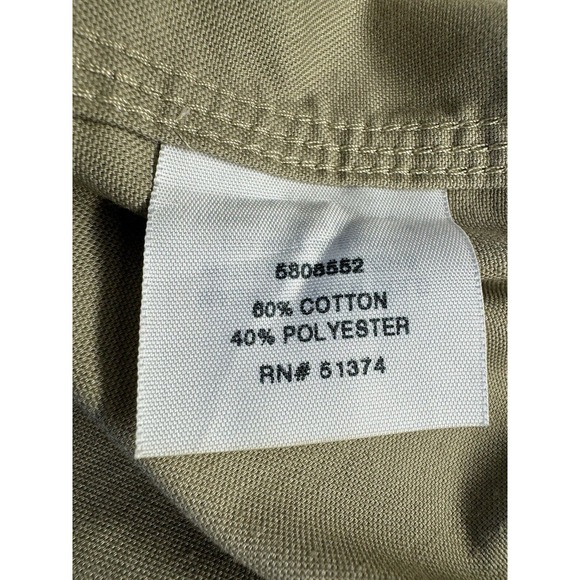 5808552
60% COTTON
40% POLYESTER
RN# 51374